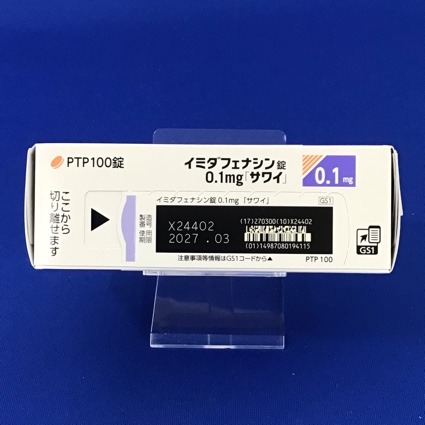 PTP100錠
イミダフェナシン錠
0.1mg「サワイ」
0.1mg
ここから
切り離せます
イミダフェナシン錠 0.1mg「サワイ」
GS1
製造番号
使用期限
X24402
2027.03
(17)270300(10)X24402
(01)14987080194115
注意事項等情報はGS1コードから▲
PTP 100
GS1